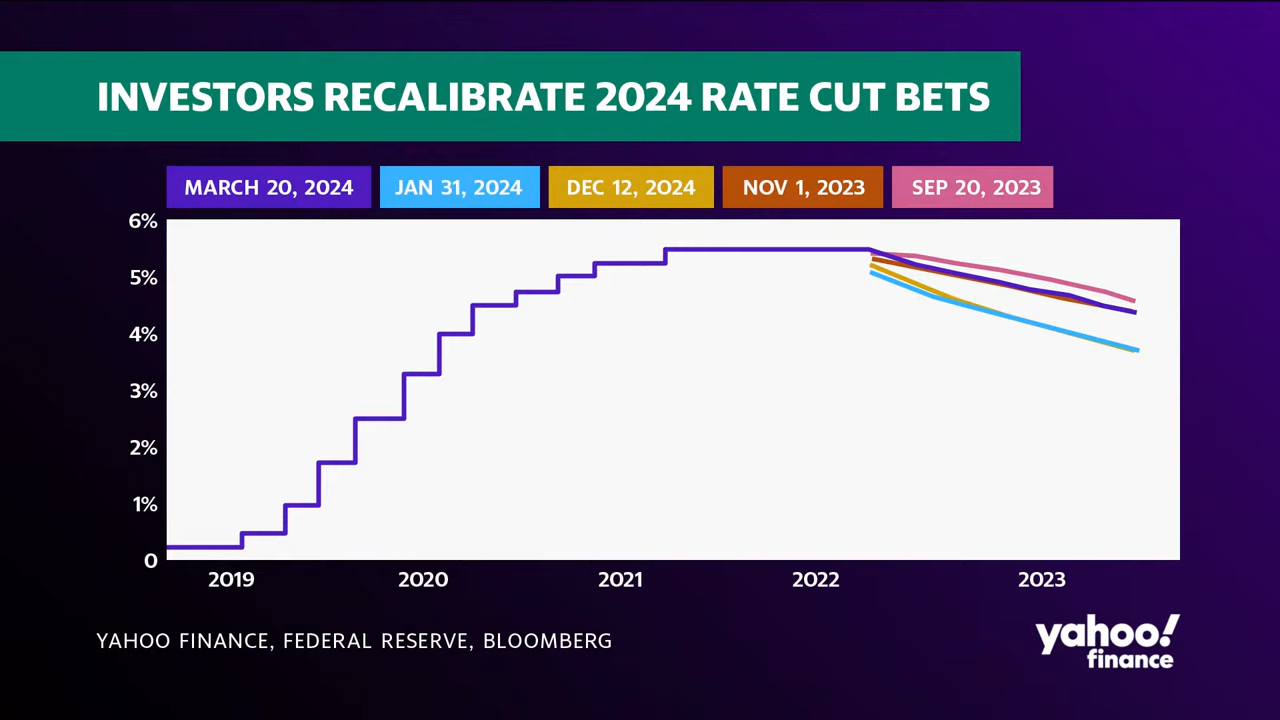 INVESTORS RECALIBRATE 2024 RATE CUT BETS
MARCH 20, 2024 JAN 31, 2024 DEC 12, 2024 NOV 1, 2023 SEP 20, 2023
6%
5%
4%
3%
2%
1%
0
2019 2020 2021 2022 2023
YAHOO FINANCE, FEDERAL RESERVE, BLOOMBERG
yahoo!
finance